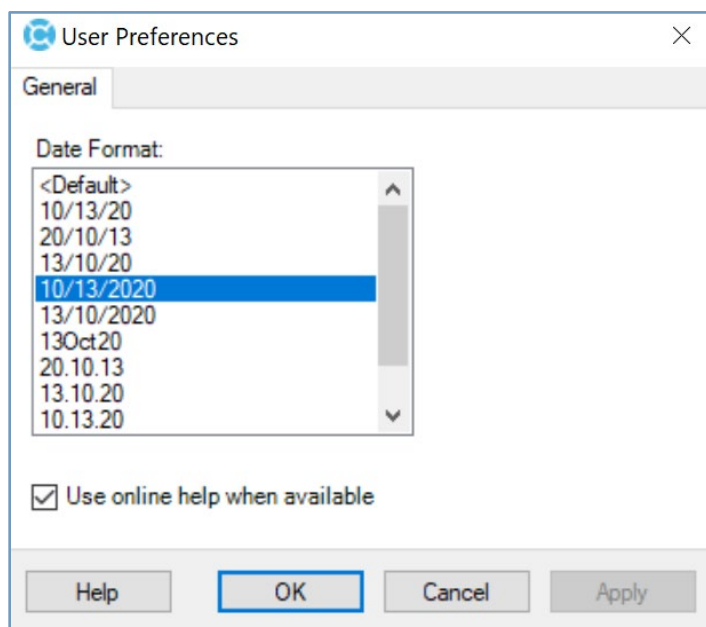 User Preferences
General
Date Format:
<Default>
10/13/20
20/10/13
13/10/20
10/13/2020
13/10/2020
13Oct20
20.10.13
13.10.20
10.13.20
Use online help when available
Help OK Cancel Apply